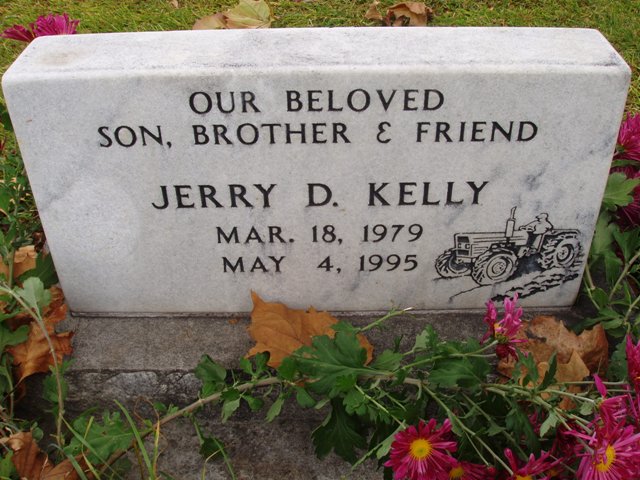 OUR BELOVED
SON, BROTHER & FRIEND
JERRY D. KELLY
MAR. 18, 1979
MAY 4, 1995